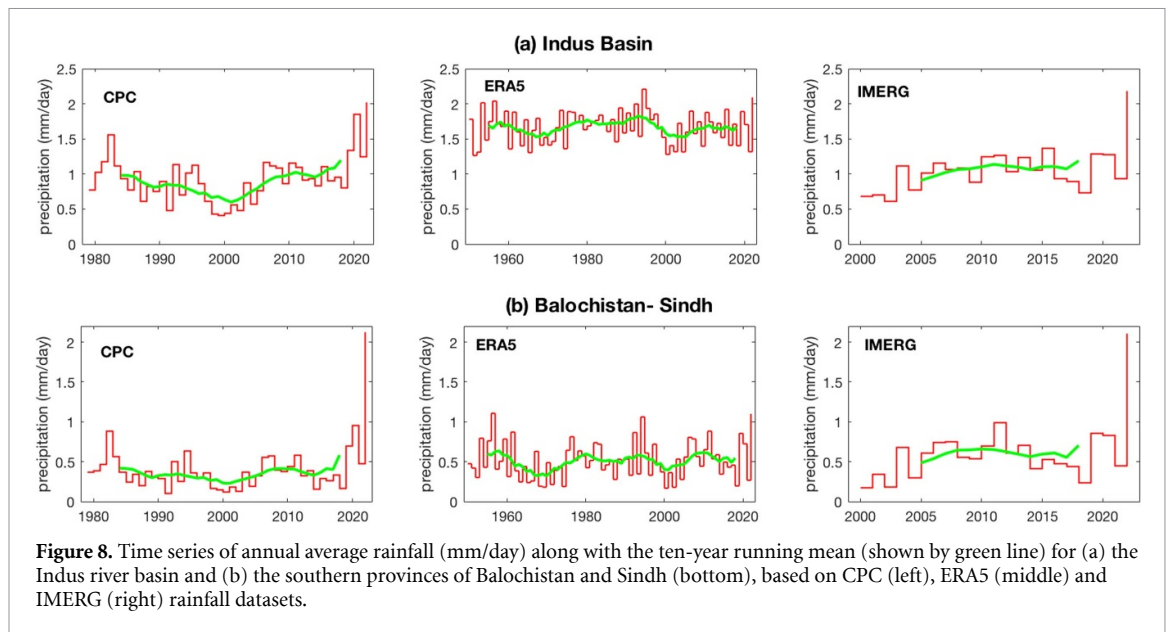 (a) Indus Basin
CPC
ERA5
IMERG
precipitation (mm/day)
2.5
2
1.5
1
0.5
0
1980 1990 2000 2010 2020
precipitation (mm/day)
2.5
2
1.5
1
0.5
0
1960 1980 2000 2020
precipitation (mm/day)
2.5
2
1.5
1
0.5
0
2000 2005 2010 2015 2020
(b) Balochistan- Sindh
CPC
ERA5
IMERG
precipitation (mm/day)
2
1.5
1
0.5
0
1980 1990 2000 2010 2020
precipitation (mm/day)
2
1.5
1
0.5
0
1960 1980 2000 2020
precipitation (mm/day)
2
1.5
1
0.5
0
2000 2005 2010 2015 2020
Figure 8. Time series of annual average rainfall (mm/day) along with the ten-year running mean (shown by green line) for (a) the
Indus river basin and (b) the southern provinces of Balochistan and Sindh (bottom), based on CPC (left), ERA5 (middle) and
IMERG (right) rainfall datasets.